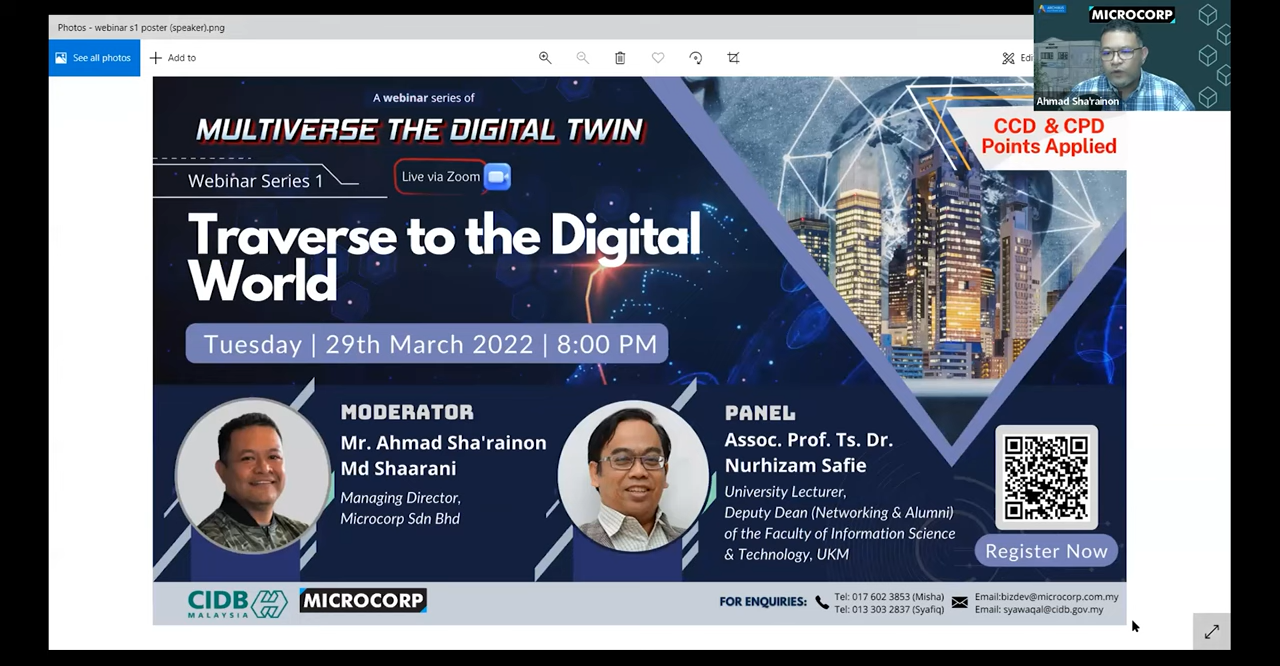 Photos - webinar s1 poster (speaker).png
See all photos
Add to
MICROCORP
Ahmad Sha'rainon
A webinar series of
MULTIVERSE THE DIGITAL TWIN
CCD & CPD
Points Applied
Webinar Series 1
Live via Zoom
Traverse to the Digital
World
Tuesday | 29th March 2022 | 8:00 PM
MODERATOR
Mr. Ahmad Sha'rainon
Md Shaarani
Managing Director,
Microcorp Sdn Bhd
PANEL
Assoc. Prof. Ts. Dr.
Nurhizam Safie
University Lecturer,
Deputy Dean (Networking & Alumni)
of the Faculty of Information Science
& Technology, UKM
Register Now
CIDB
MALAYSIA
MICROCORP
FOR ENQUIRIES:
Tel: 017 602 3853 (Misha)
Tel: 013 303 2837 (Syafiq)
Email:bizdev@microcorp.com.my
Email: syawaqal@cidb.gov.my